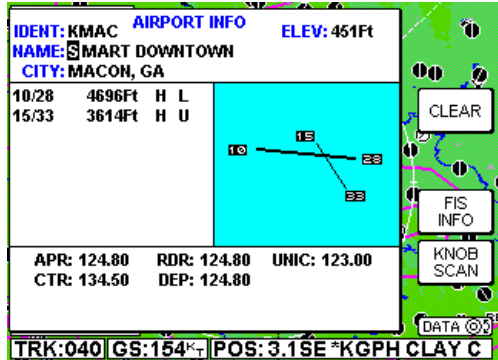 AIRPORT INFO
IDENT: KMAC ELEV: 451Ft
NAME: SMART DOWNTOWN
CITY: MACON, GA
10/28 4696Ft H L
15/33 3614Ft H U
15
10
28
33
APR: 124.80 RDR: 124.80 UNIC: 123.00
CTR: 134.50 DEP: 124.80
CLEAR
FIS
INFO
KNOB
SCAN
DATA
TRK:040 GS:154KT POS: 3.1SE *KGPH CLAY C